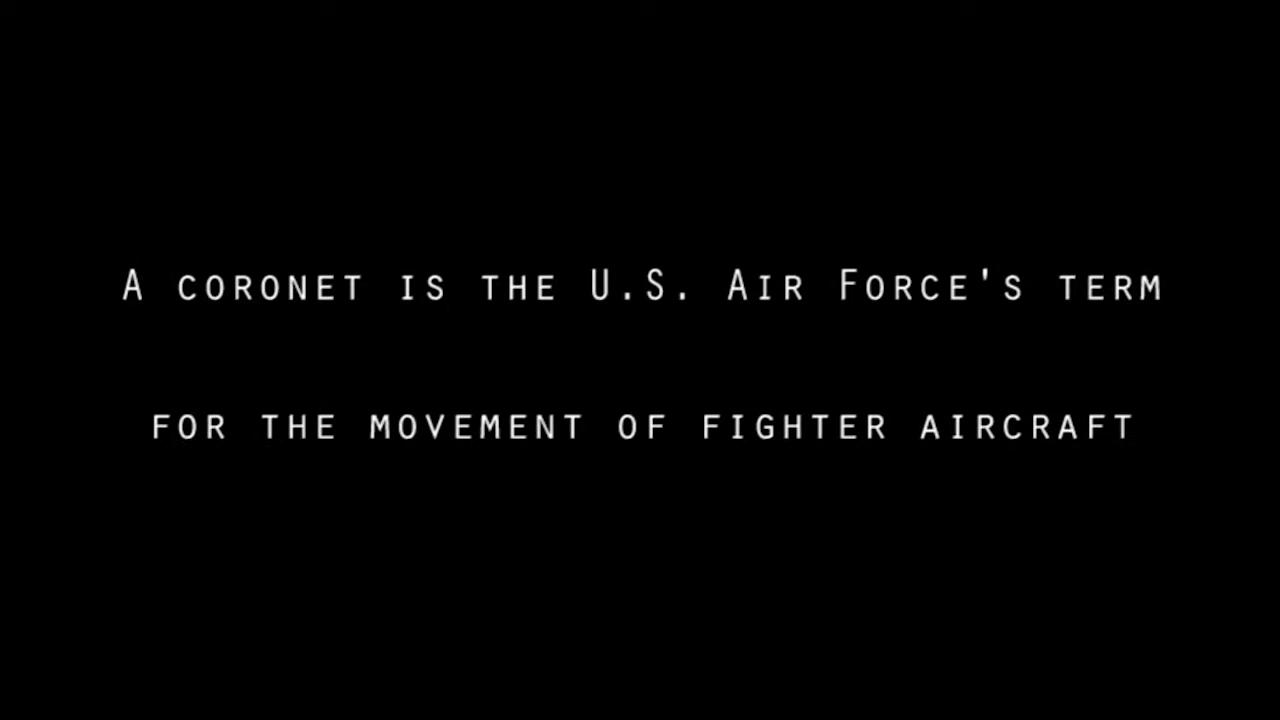 A CORONET IS THE U.S. AIR FORCE'S TERM
FOR THE MOVEMENT OF FIGHTER AIRCRAFT